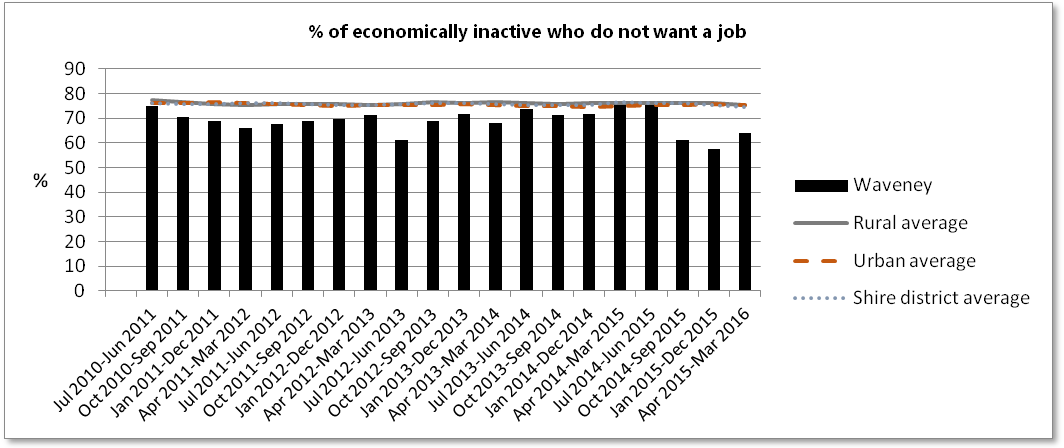 % of economically inactive who do not want a job
90
80
70
60
50
40
30
20
10
0
%
Jul 2010-Jun 2011
Oct 2010-Sep 2011
Jan 2011-Dec 2011
Apr 2011-Mar 2012
Jul 2011-Jun 2012
Oct 2011-Sep 2012
Jan 2012-Dec 2012
Apr 2012-Mar 2013
Jul 2012-Jun 2013
Oct 2012-Sep 2013
Jan 2013-Dec 2013
Apr 2013-Mar 2014
Jul 2013-Jun 2014
Oct 2013-Sep 2014
Jan 2014-Dec 2014
Apr 2014-Mar 2015
Jul 2014-Jun 2015
Oct 2014-Sep 2015
Jan 2015-Dec 2015
Apr 2015-Mar 2016
Waveney
Rural average
Urban average
Shire district average